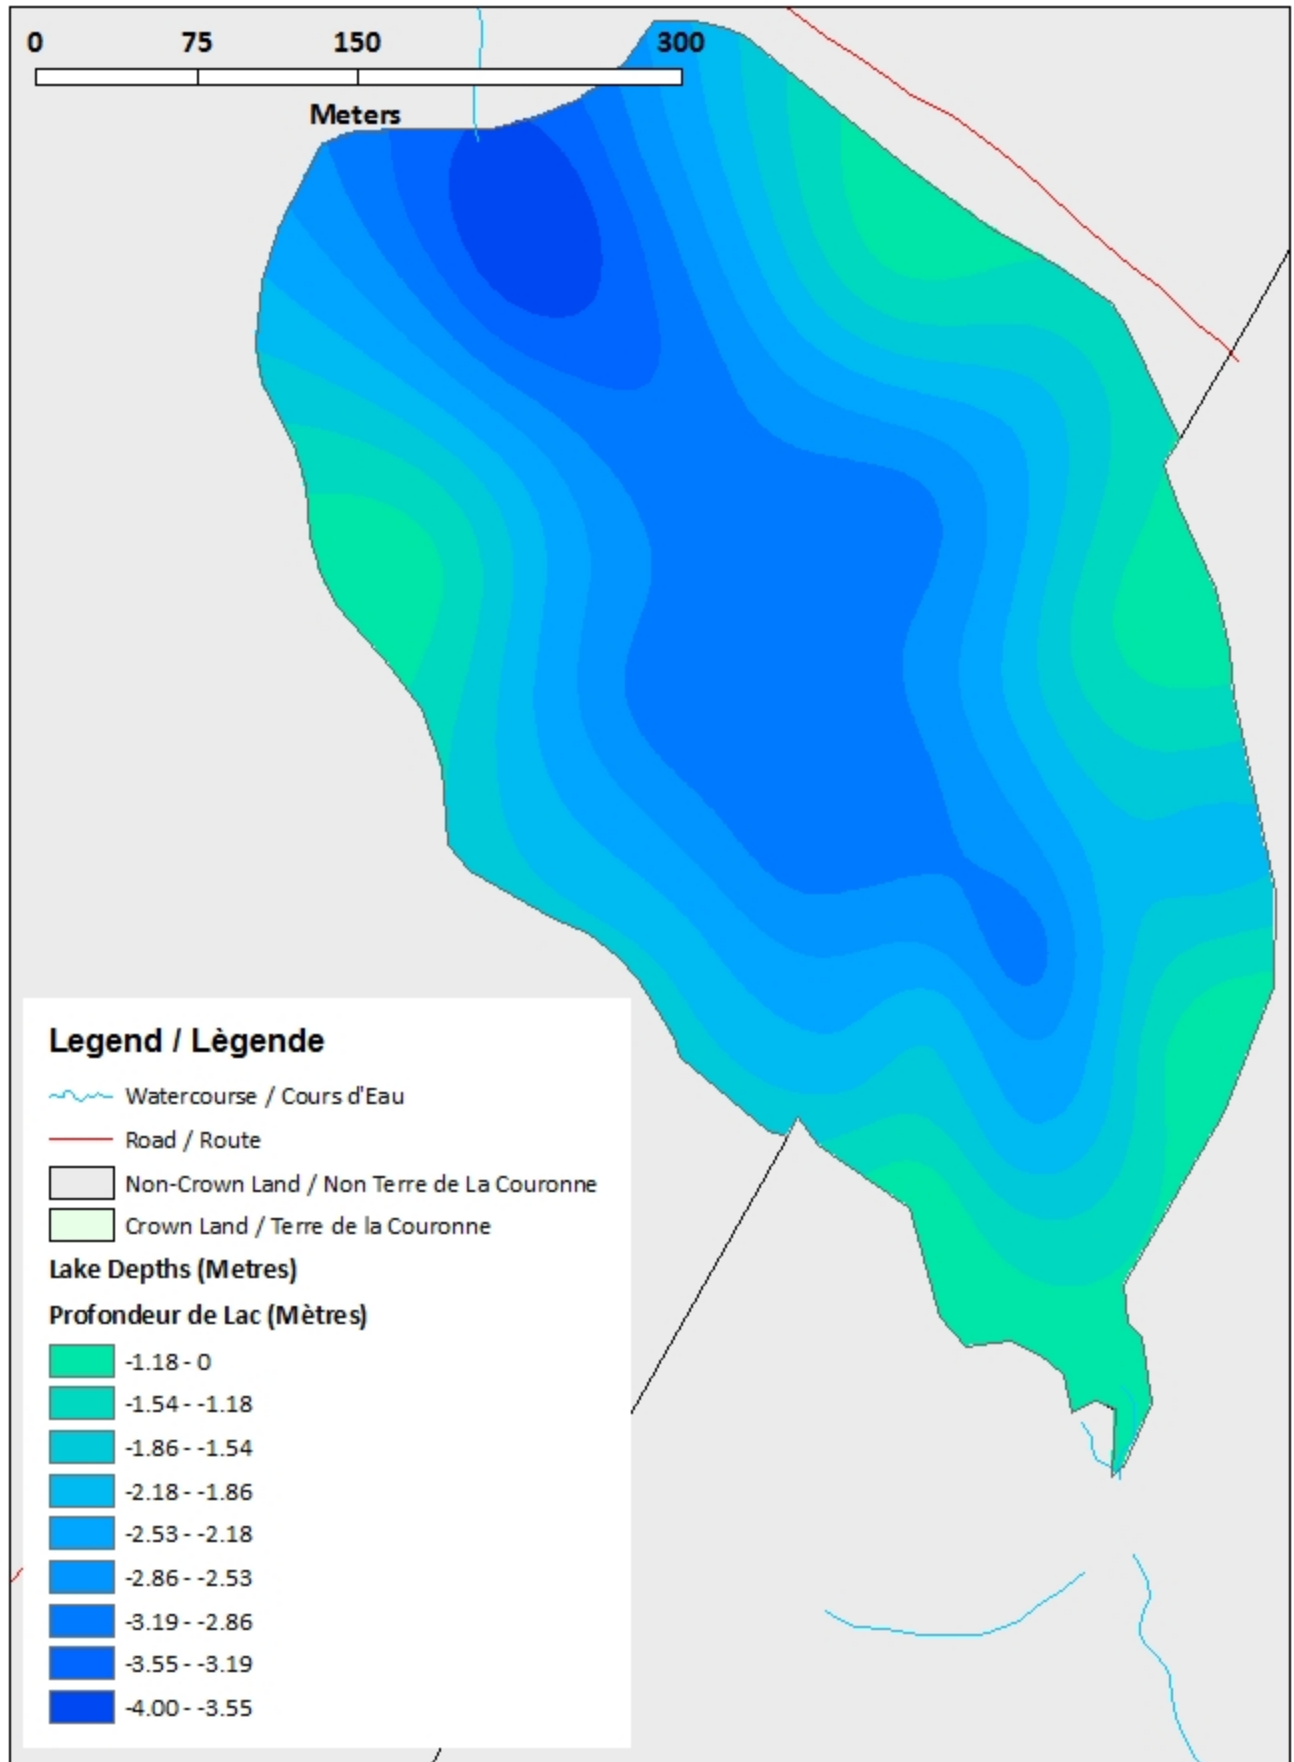 0 75 150 300
Meters
Legend / Lègende
Watercourse / Cours d'Eau
Road / Route
Non-Crown Land / Non Terre de La Couronne
Crown Land / Terre de la Couronne
Lake Depths (Metres)
Profondeur de Lac (Mètres)
-1.18 - 0
-1.54 - -1.18
-1.86 - -1.54
-2.18 - -1.86
-2.53 - -2.18
-2.86 - -2.53
-3.19 - -2.86
-3.55 - -3.19
-4.00 - -3.55